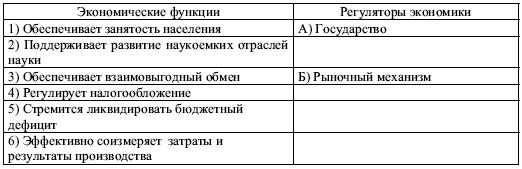 Экономические функции Регуляторы экономики
1) Обеспечивает занятость населения А) Государство
2) Поддерживает развитие наукоемких отраслей
науки
3) Обеспечивает взаимовыгодный обмен Б) Рыночный механизм
4) Регулирует налогообложение
5) Стремится ликвидировать бюджетный
дефицит
6) Эффективно соизмеряет затраты и
результаты производства